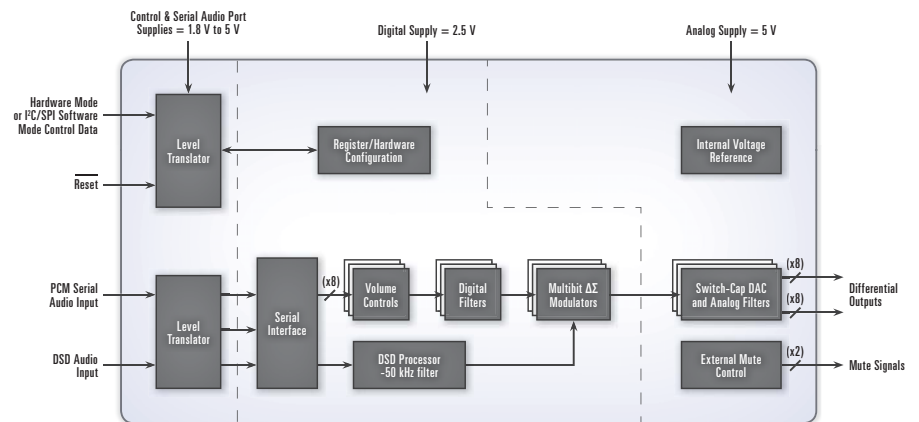 Control & Serial Audio Port
Supplies = 1.8 V to 5 V
Digital Supply = 2.5 V
Analog Supply = 5 V
Hardware Mode
or I²C/SPI Software
Mode Control Data
Reset
Level
Translator
Register/Hardware
Configuration
Internal Voltage
Reference
PCM Serial
Audio Input
DSD Audio
Input
Level
Translator
Serial
Interface
(x8)
Volume
Controls
Digital
Filters
Multibit ΔΣ
Modulators
Switch-Cap DAC
and Analog Filters
(x8)
(x8)
Differential
Outputs
DSD Processor
-50 kHz filter
External Mute
Control
(x2)
Mute Signals